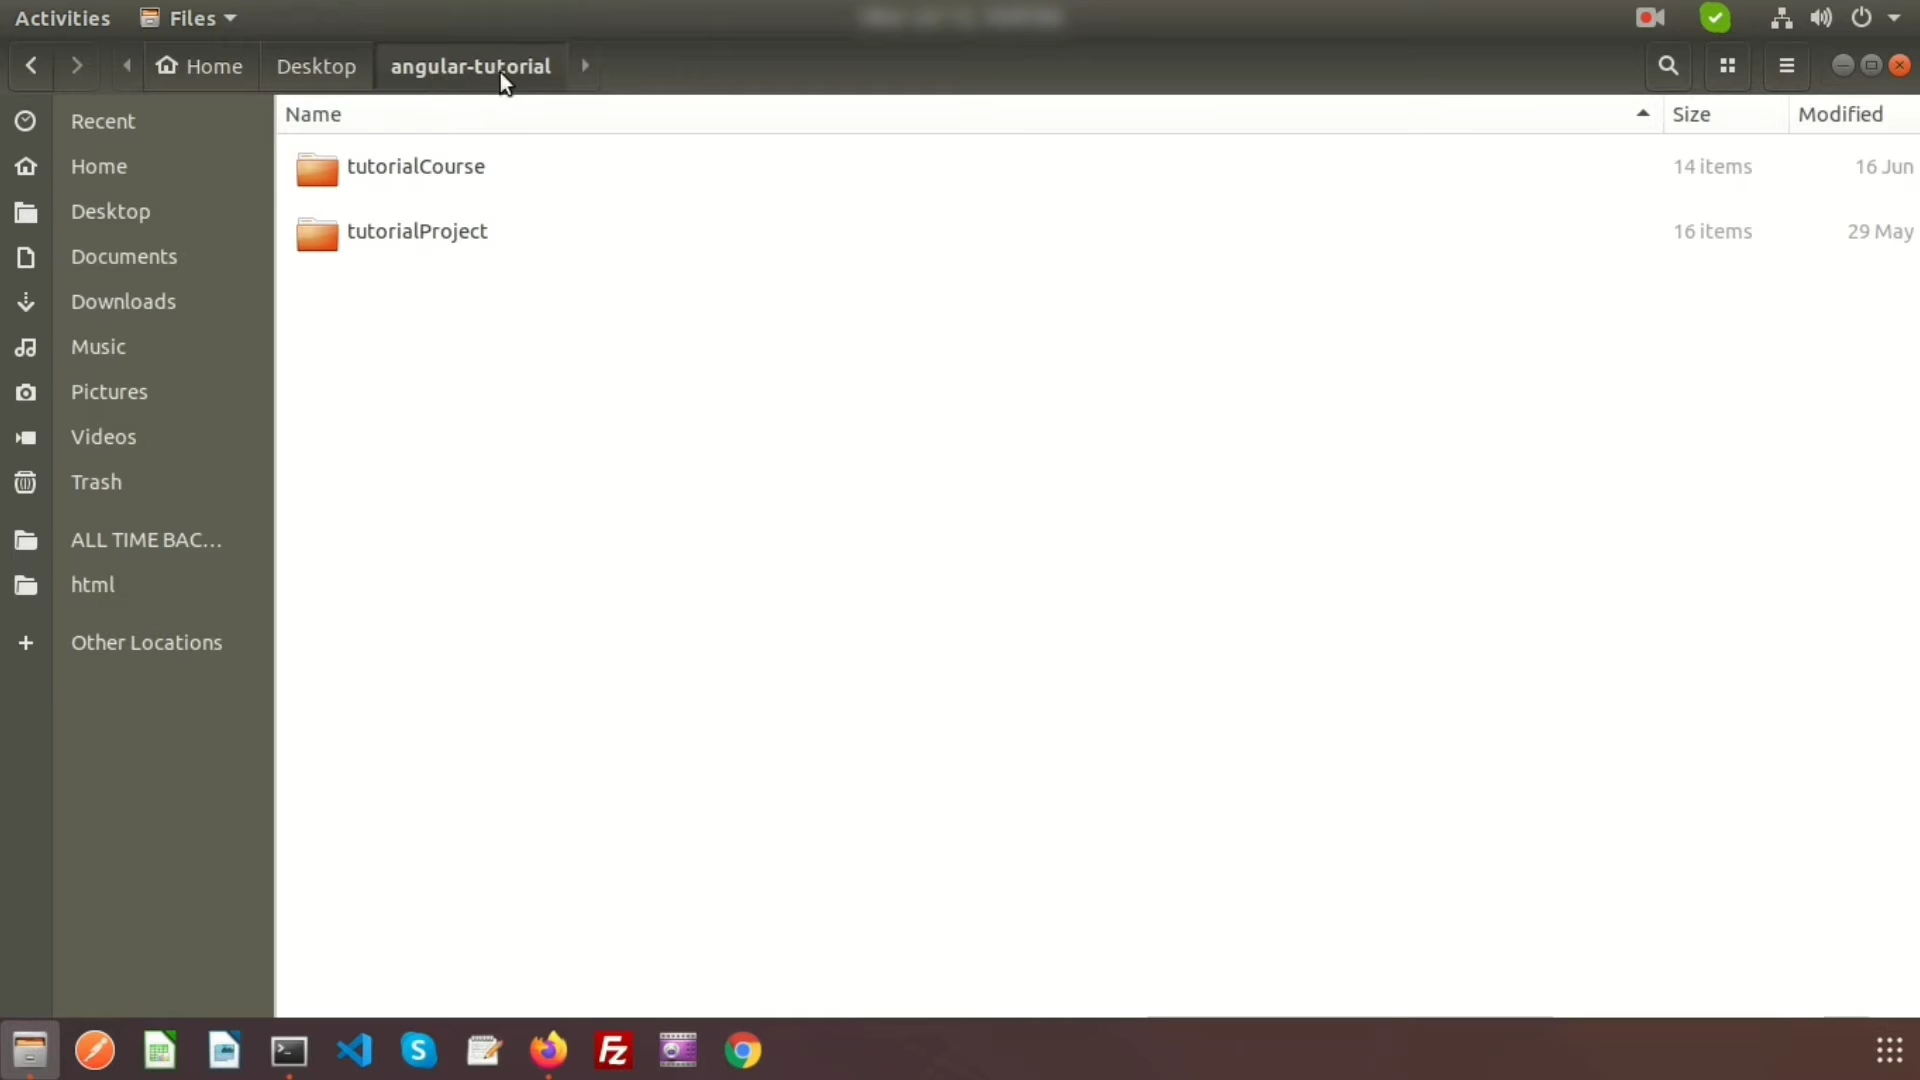 Activities Files
Home Desktop angular-tutorial
Name Size Modified
Recent
tutorialCourse 14 items 16 Jun
Home
Desktop
tutorialProject 16 items 29 May
Documents
Downloads
Music
Pictures
Videos
Trash
ALL TIME BAC...
html
Other Locations